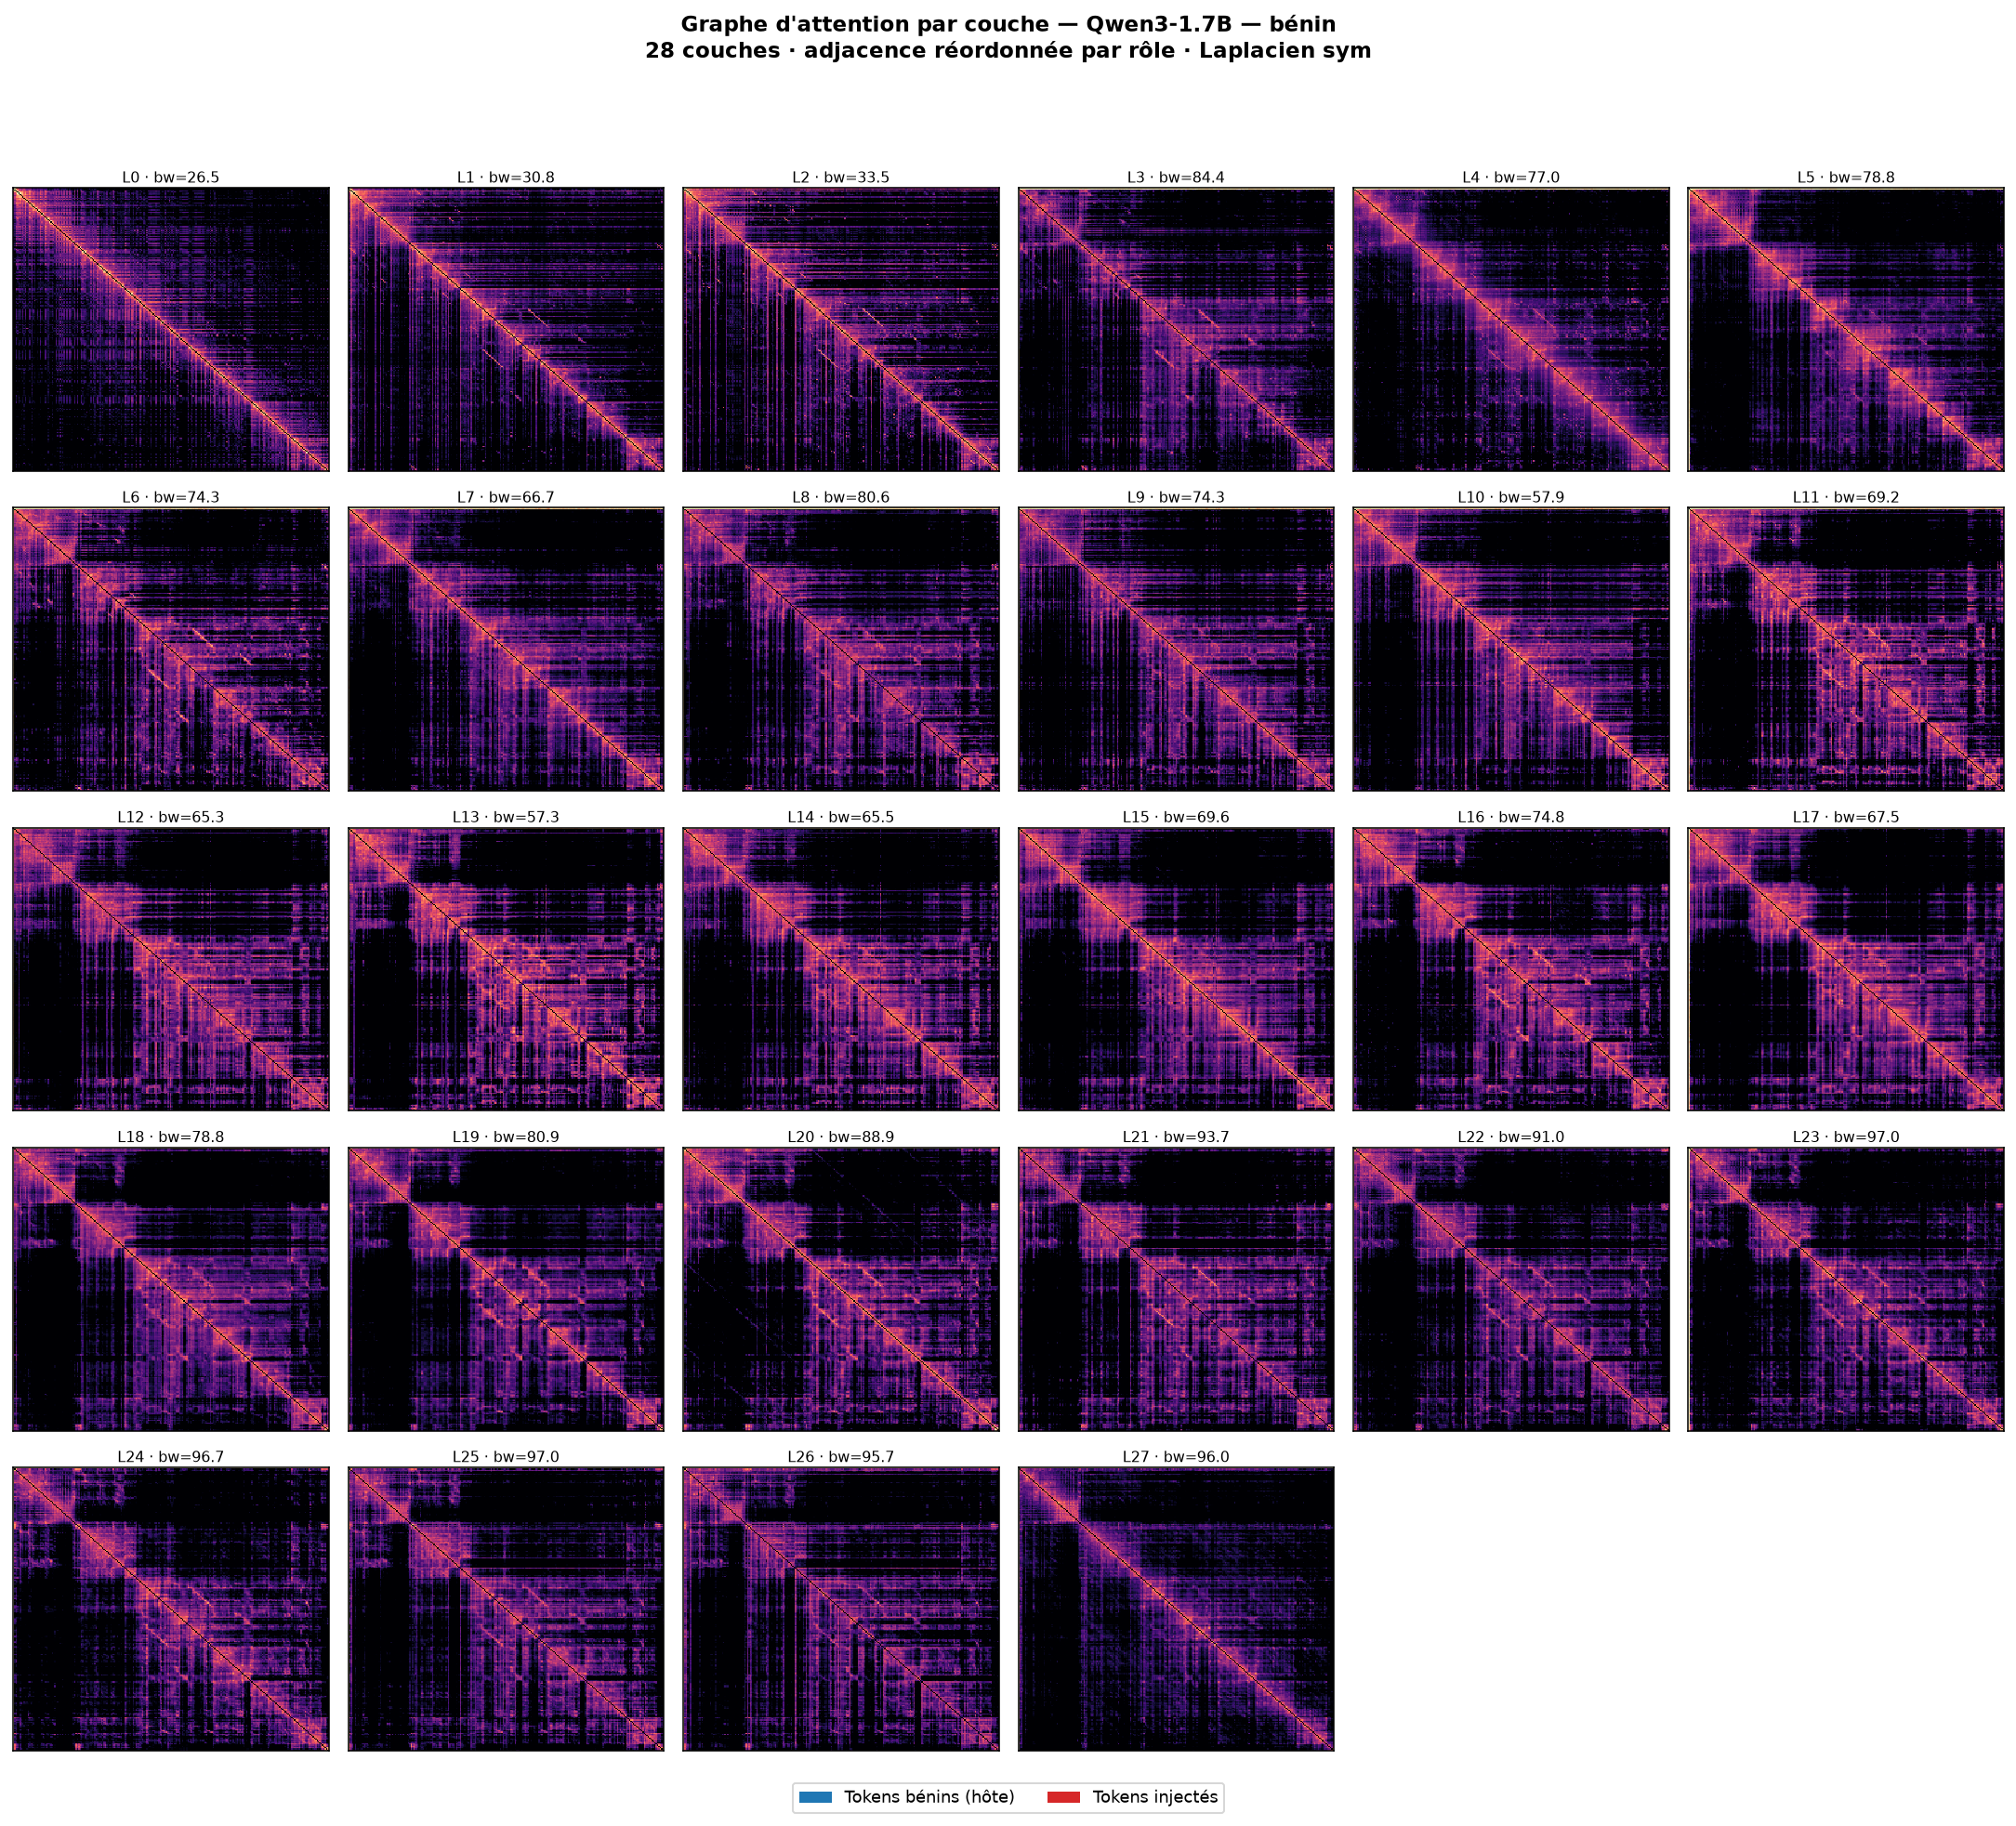 Graphe d'attention par couche — Qwen3-1.7B — bénin
28 couches · adjacence réordonnée par rôle · Laplacien sym
L0 · bw=26.5
L1 · bw=30.8
L2 · bw=33.5
L3 · bw=84.4
L4 · bw=77.0
L5 · bw=78.8
L6 · bw=74.3
L7 · bw=66.7
L8 · bw=80.6
L9 · bw=74.3
L10 · bw=57.9
L11 · bw=69.2
L12 · bw=65.3
L13 · bw=57.3
L14 · bw=65.5
L15 · bw=69.6
L16 · bw=74.8
L17 · bw=67.5
L18 · bw=78.8
L19 · bw=80.9
L20 · bw=88.9
L21 · bw=93.7
L22 · bw=91.0
L23 · bw=97.0
L24 · bw=96.7
L25 · bw=97.0
L26 · bw=95.7
L27 · bw=96.0
Tokens bénins (hôte)
Tokens injectés